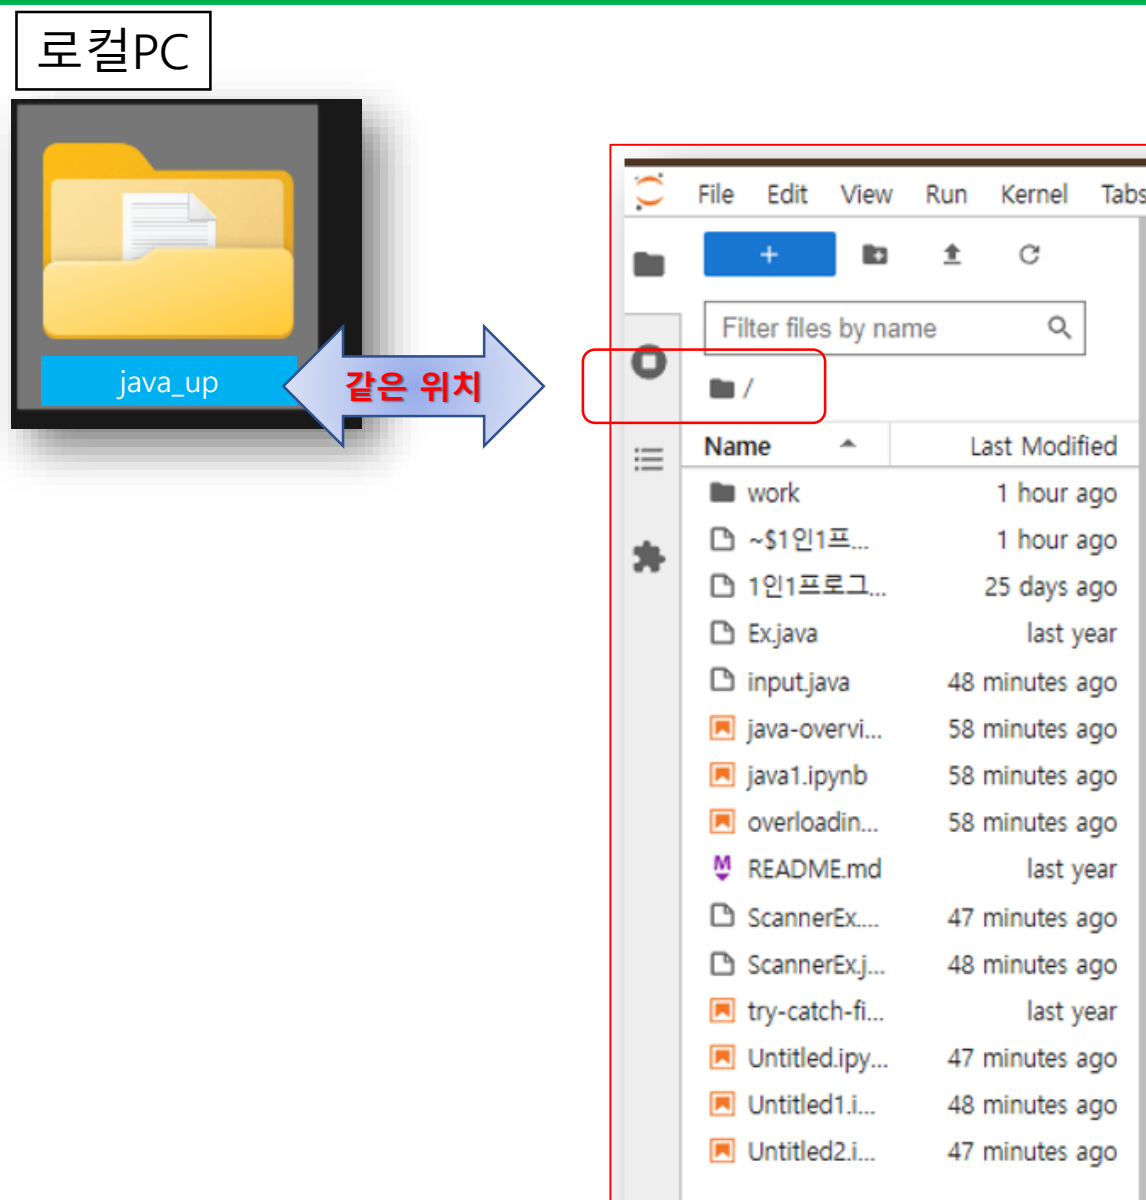 로컬PC
java_up
같은 위치
File Edit View Run Kernel Tabs
+
Filter files by name
/
Name Last Modified
work 1 hour ago
~$1인1프... 1 hour ago
1인1프로그... 25 days ago
Ex.java last year
input.java 48 minutes ago
java-overvi... 58 minutes ago
java1.ipynb 58 minutes ago
overloadin... 58 minutes ago
README.md last year
ScannerEx.... 47 minutes ago
ScannerEx.j... 48 minutes ago
try-catch-fi... last year
Untitled.ipy... 47 minutes ago
Untitled1.i... 48 minutes ago
Untitled2.i... 47 minutes ago